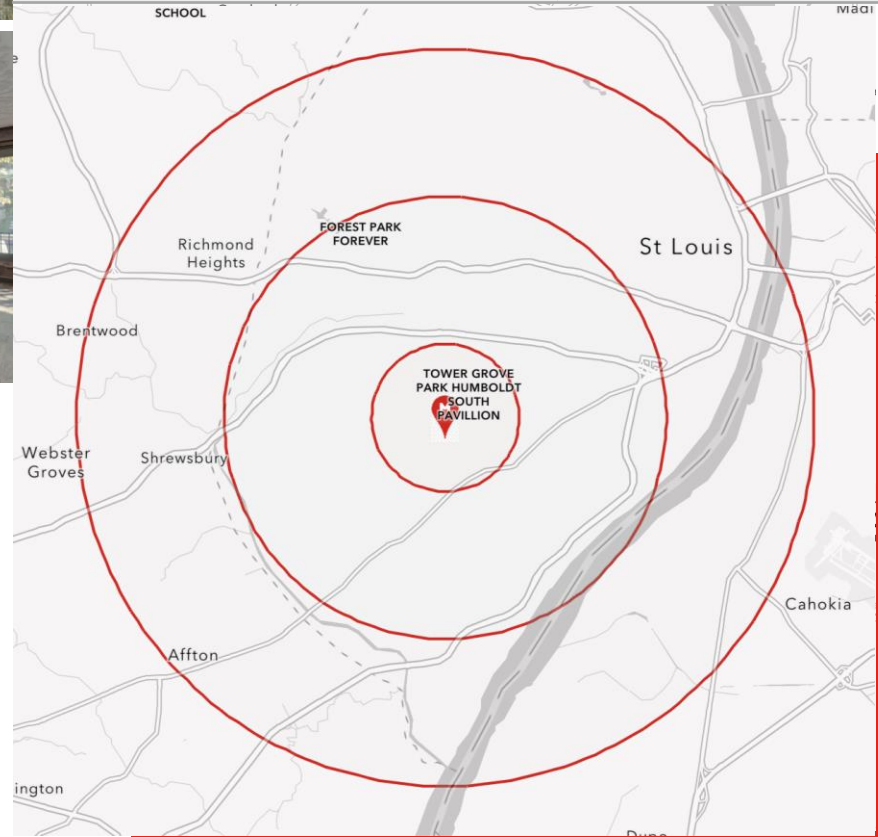 SCHOOL
FOREST PARK
FOREVER
Richmond
Heights
St Louis
Brentwood
TOWER GROVE
PARK HUMBOLDT
SOUTH
PAVILLION
Webster
Groves
Shrewsbury
Cahokia
Affton
ington